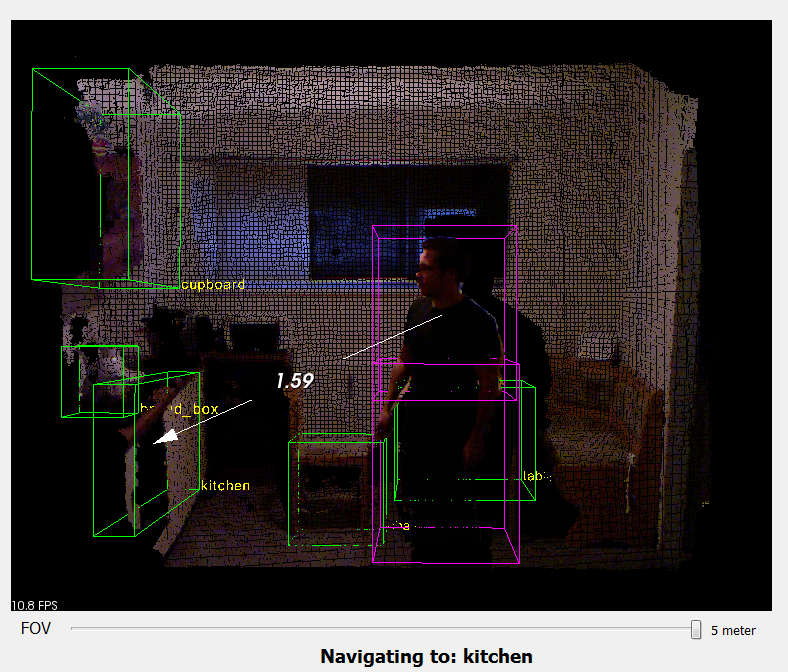 cupboard
1.59
kitchen
10.8 FPS
FOV
5 meter
Navigating to: kitchen